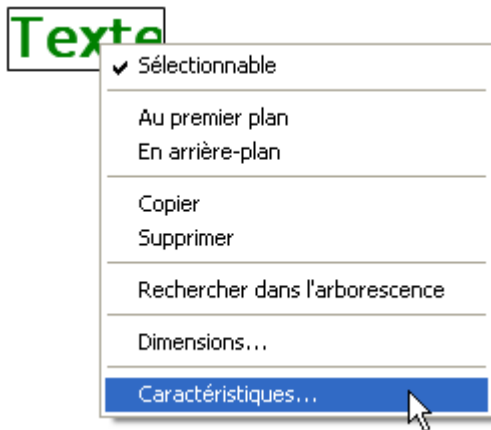 Texte
Sélectionnable
Au premier plan
En arrière-plan
Copier
Supprimer
Rechercher dans l'arborescence
Dimensions...
Caractéristiques...